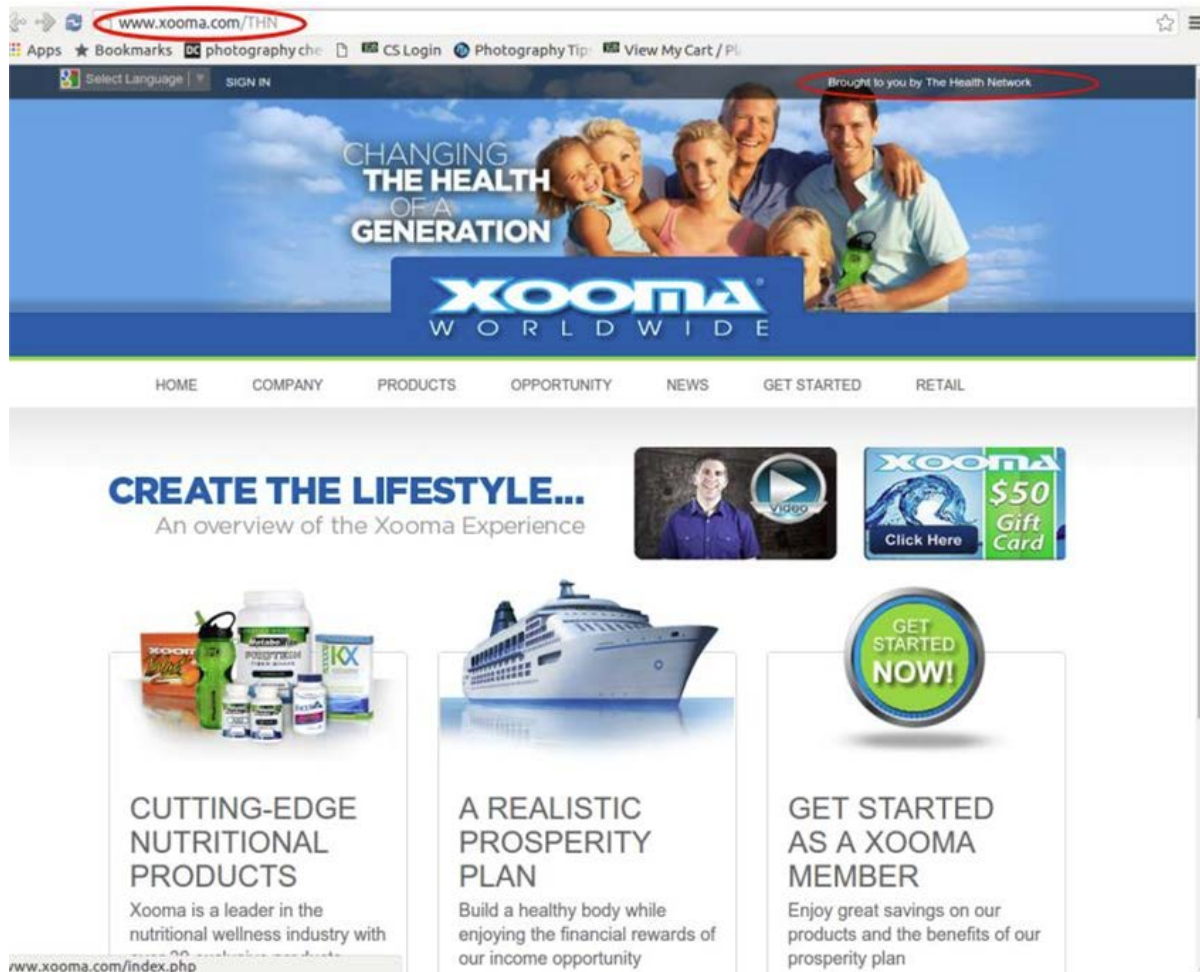 www.xooma.com/THN
Apps Bookmarks photography che CS Login Photography Tip View My Cart / Pl
Select Language SIGN IN Brought to you by The Health Network
CHANGING
THE HEALTH
OF A
GENERATION
XOOMA
WORLDWIDE
HOME COMPANY PRODUCTS OPPORTUNITY NEWS GET STARTED RETAIL
CREATE THE LIFESTYLE...
An overview of the Xooma Experience
Video
XOOMA
$50
Gift
Card
Click Here
PROTEIN
KX
GET
STARTED
NOW!
CUTTING-EDGE
NUTRITIONAL
PRODUCTS
Xooma is a leader in the
nutritional wellness industry with
A REALISTIC
PROSPERITY
PLAN
Build a healthy body while
enjoying the financial rewards of
our income opportunity
GET STARTED
AS A XOOMA
MEMBER
Enjoy great savings on our
products and the benefits of our
prosperity plan
www.xooma.com/index.php